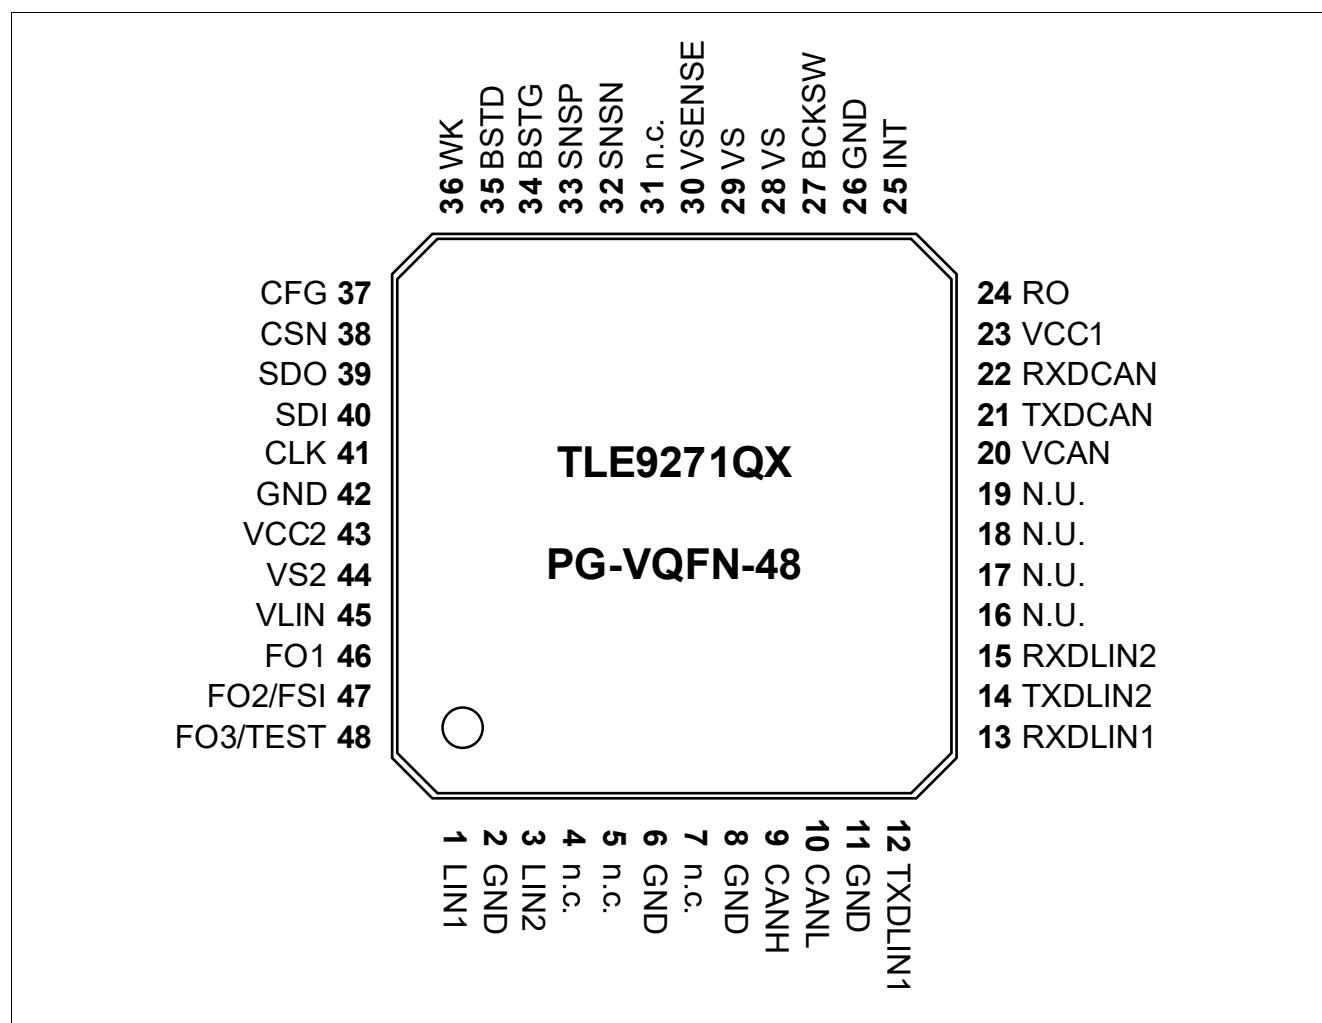 36 WK
35 BSTD
34 BSTG
33 SNSP
32 SNSN
31 n.c.
30 VSENSE
29 VS
28 VS
27 BCKSW
26 GND
25 INT
CFG 37
CSN 38
SDO 39
SDI 40
CLK 41
GND 42
VCC2 43
VS2 44
VLIN 45
FO1 46
FO2/FSI 47
FO3/TEST 48
TLE9271QX
PG-VQFN-48
24 RO
23 VCC1
22 RXDCAN
21 TXDCAN
20 VCAN
19 N.U.
18 N.U.
17 N.U.
16 N.U.
15 RXDLIN2
14 TXDLIN2
13 RXDLIN1
1 LIN1
2 GND
3 LIN2
4 n.c.
5 n.c.
6 GND
7 n.c.
8 GND
9 CANH
10 CANL
11 GND
12 TXDLIN1